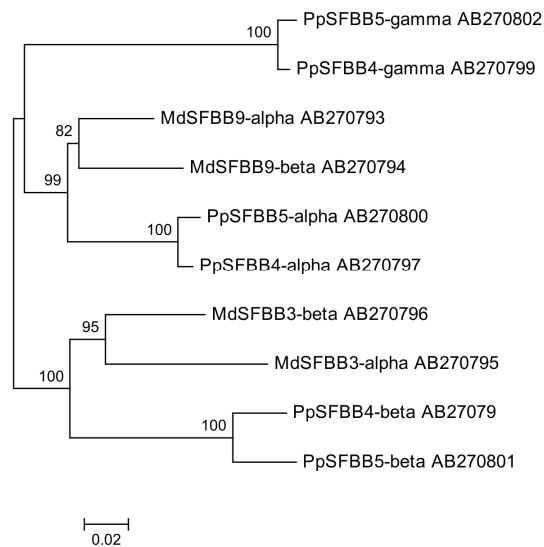 100
PpSFBB5-gamma AB270802
PpSFBB4-gamma AB270799
82
MdSFBB9-alpha AB270793
MdSFBB9-beta AB270794
99
100
PpSFBB5-alpha AB270800
PpSFBB4-alpha AB270797
95
MdSFBB3-beta AB270796
MdSFBB3-alpha AB270795
100
100
PpSFBB4-beta AB27079
PpSFBB5-beta AB270801
0.02